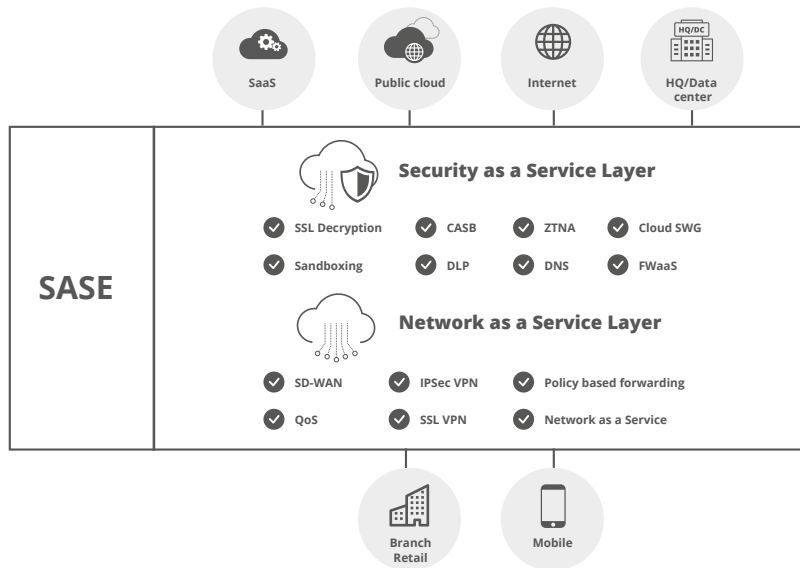 HQ/DC
SaaS
Public cloud
Internet
HQ/Data
center
SASE
Security as a Service Layer
SSL Decryption
CASB
ZTNA
Cloud SWG
Sandboxing
DLP
DNS
FWaaS
Network as a Service Layer
SD-WAN
IPSec VPN
Policy based forwarding
QoS
SSL VPN
Network as a Service
Branch
Retail
Mobile